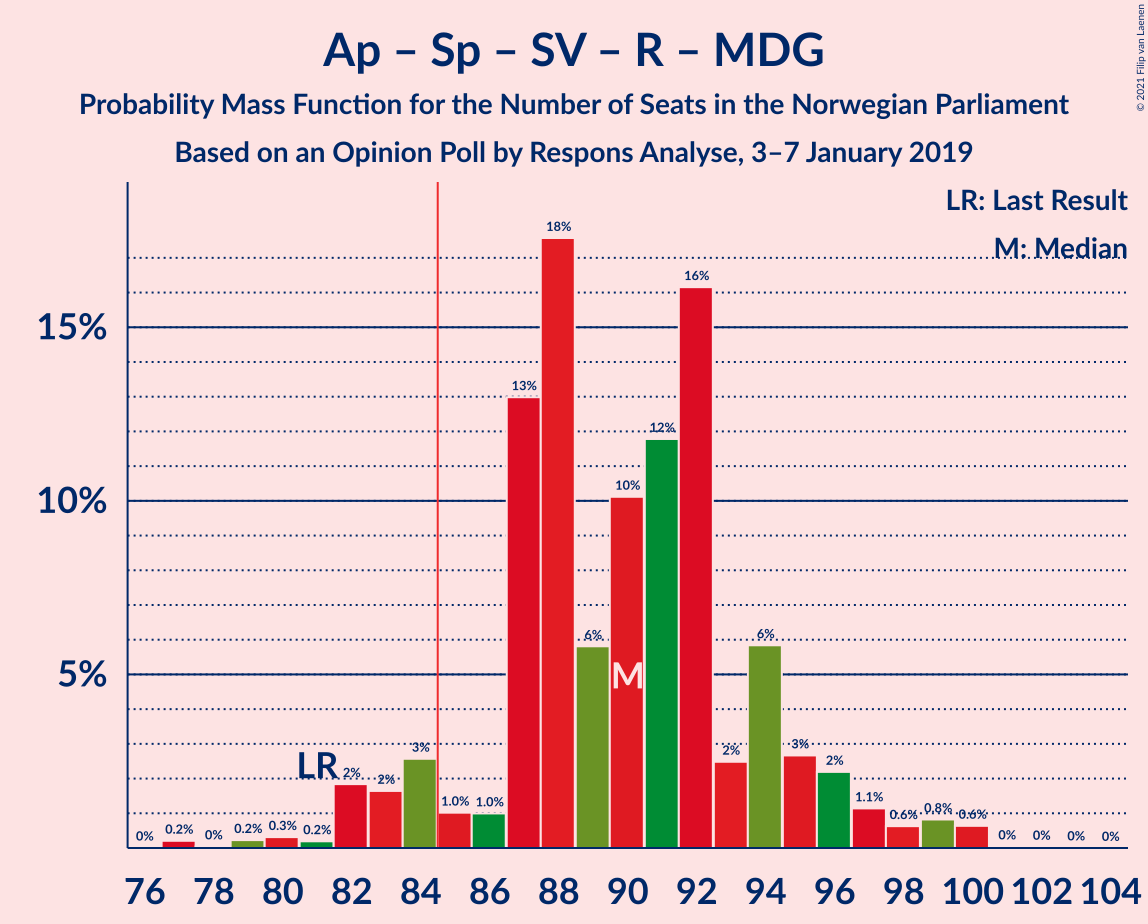 Ap – Sp – SV – R – MDG
Probability Mass Function for the Number of Seats in the Norwegian Parliament
Based on an Opinion Poll by Respons Analyse, 3–7 January 2019
© 2021 Filip van Laenen
LR: Last Result
M: Median
15%
10%
5%
0% 0.2% 0% 0.2% 0.3% 0.2% 2% 2% 3% 1.0% 1.0% 13% 18% 6% 10% 12% 16% 2% 6% 3% 2% 1.1% 0.6% 0.8% 0.6% 0% 0% 0% 0%
LR
M
76 78 80 82 84 86 88 90 92 94 96 98 100 102 104